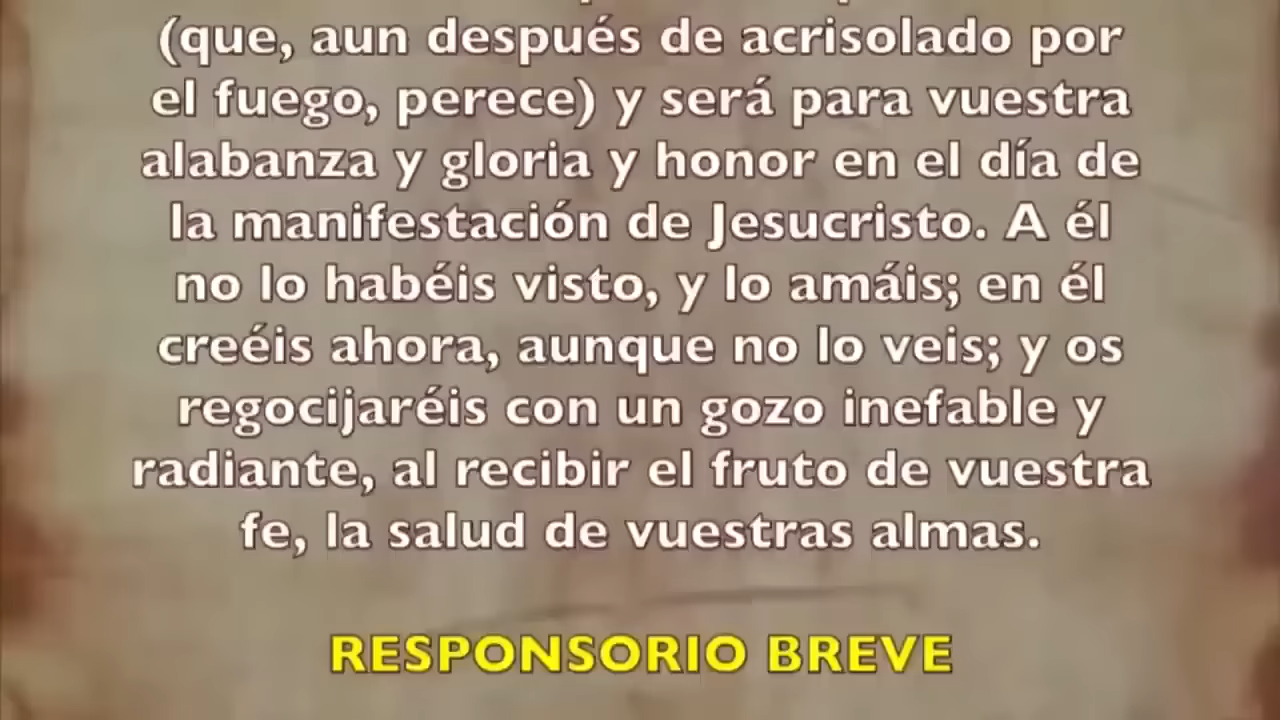 (que, aun después de acrisolado por
el fuego, perece) y será para vuestra
alabanza y gloria y honor en el día de
la manifestación de Jesucristo. A él
no lo habéis visto, y lo amáis; en él
creéis ahora, aunque no lo veis; y os
regocijaréis con un gozo inefable y
radiante, al recibir el fruto de vuestra
fe, la salud de vuestras almas.
RESPONSORIO BREVE